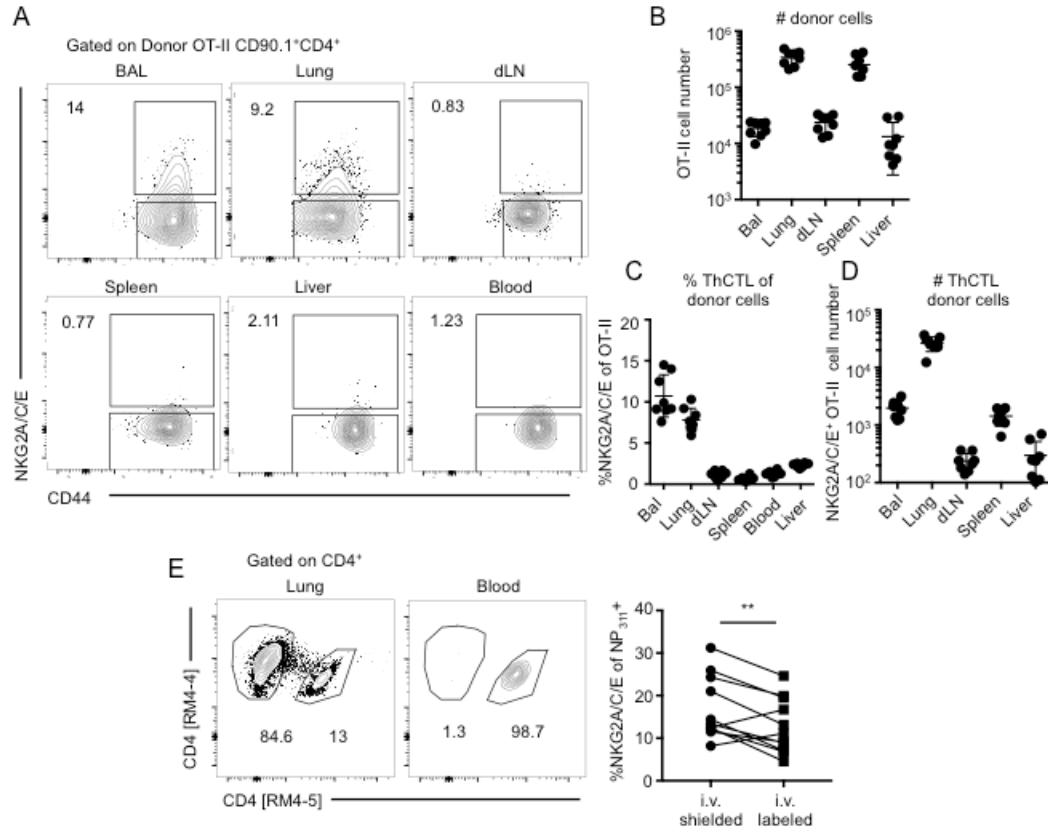 A
Gated on Donor OT-II CD90.1⁺CD4⁺
BAL
Lung
dLN
14
9.2
0.83
Spleen
Liver
Blood
0.77
2.11
1.23
NKG2A/C/E
CD44
B
# donor cells
OT-II cell number
10⁶
10⁵
10⁴
10³
Bal
Lung
dLN
Spleen
Liver
C
% ThCTL of
donor cells
%NKG2A/C/E of OT-II
20
15
10
5
0
Bal
Lung
dLN
Spleen
Blood
Liver
D
# ThCTL
donor cells
NKG2A/C/E⁺ OT-II cell number
10⁵
10⁴
10³
10²
Bal
Lung
dLN
Spleen
Liver
E
Gated on CD4⁺
Lung
Blood
84.6
13
1.3
98.7
CD4 [RM4-4]
CD4 [RM4-5]
%NKG2A/C/E of NP₃₁₁+
40
30
20
10
0
**
i.v.
shielded
i.v.
labeled